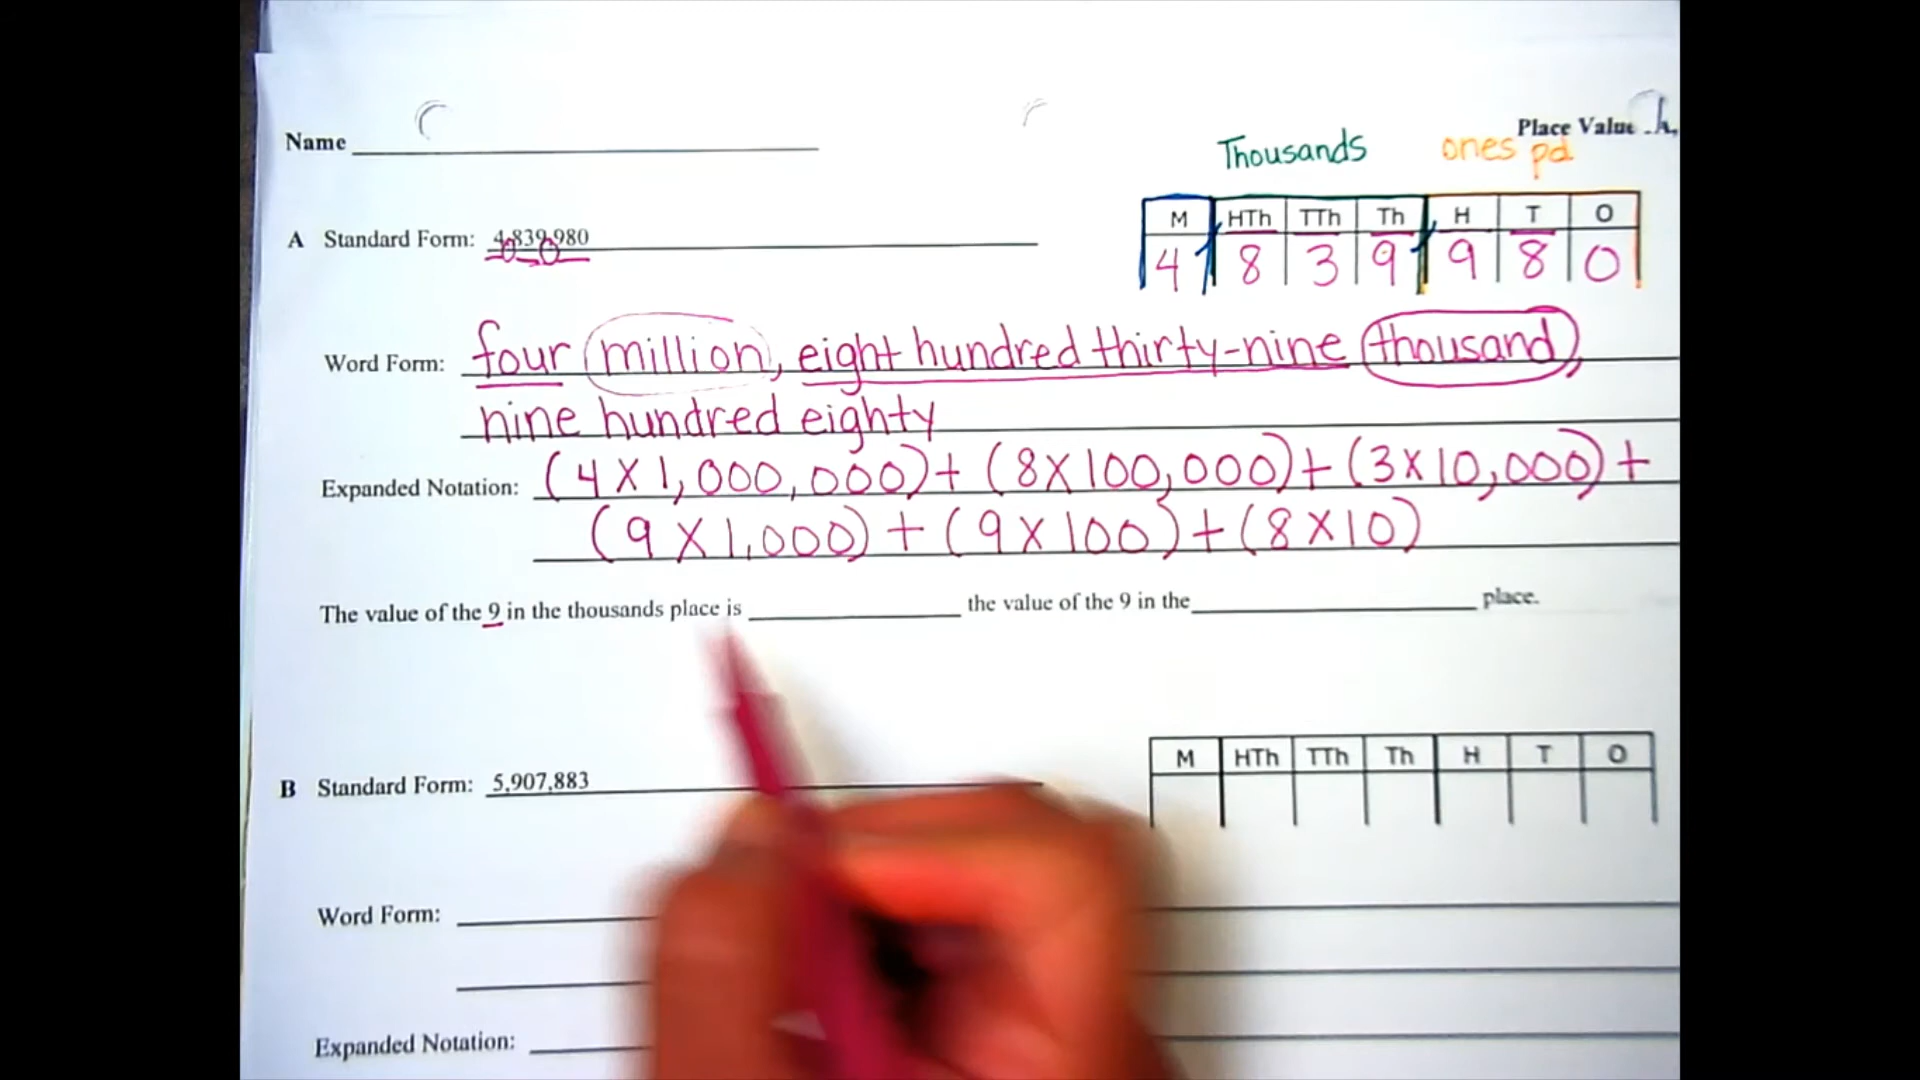 Name
Place Value
Thousands ones pd.
M HTh TTh Th H T O
4 8 3 9 9 8 0
A Standard Form: 4,839,980
Word Form: four million, eight hundred thirty-nine thousand,
nine hundred eighty
Expanded Notation: (4 X 1,000,000) + (8 X 100,000) + (3 X 10,000) +
(9 X 1,000) + (9 X 100) + (8 X 10)
The value of the 9 in the thousands place is the value of the 9 in the place.
M HTh TTh Th H T O
B Standard Form: 5,907,883
Word Form:
Expanded Notation: